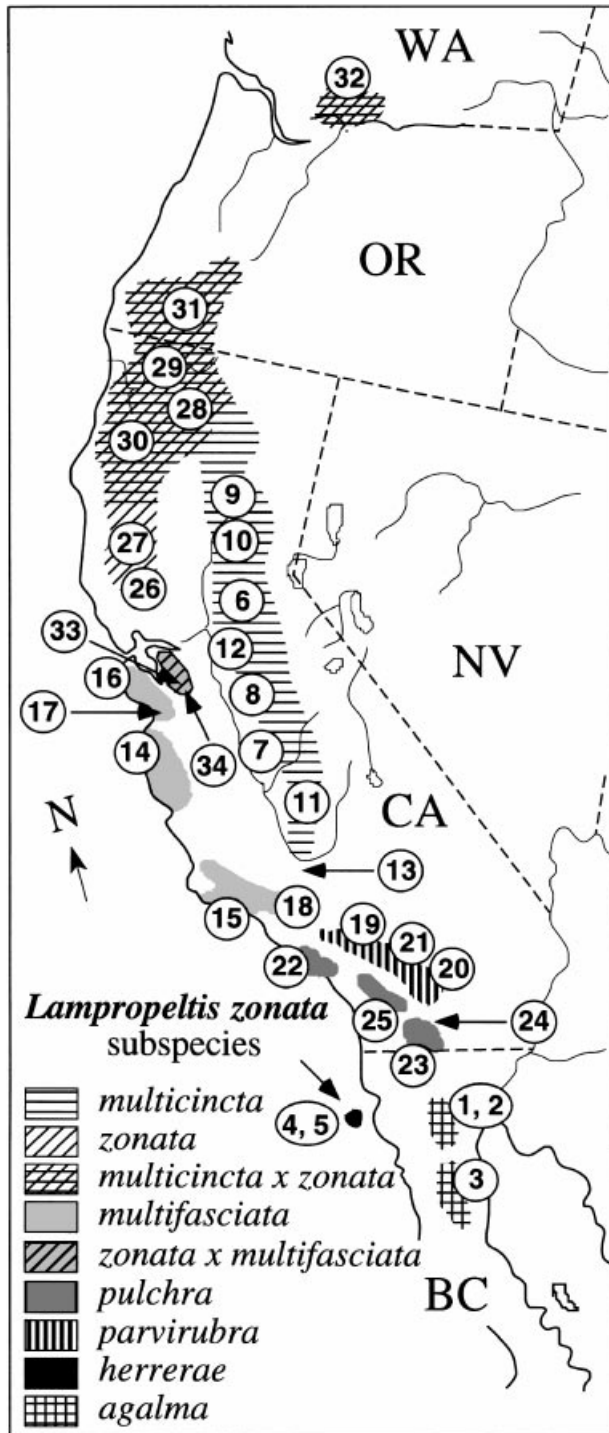 WA
32
OR
31
29
28
30
9
27
10
26
6
33
12
NV
16
8
17
14
7
34
11
CA
N
13
18
15
19
21
20
22
Lampropeltis zonata
subspecies
25
24
23
4, 5
1, 2
multicincta
zonata
3
multicincta x zonata
multifasciata
zonata x multifasciata
BC
pulchra
parvirubra
herrerae
agalma